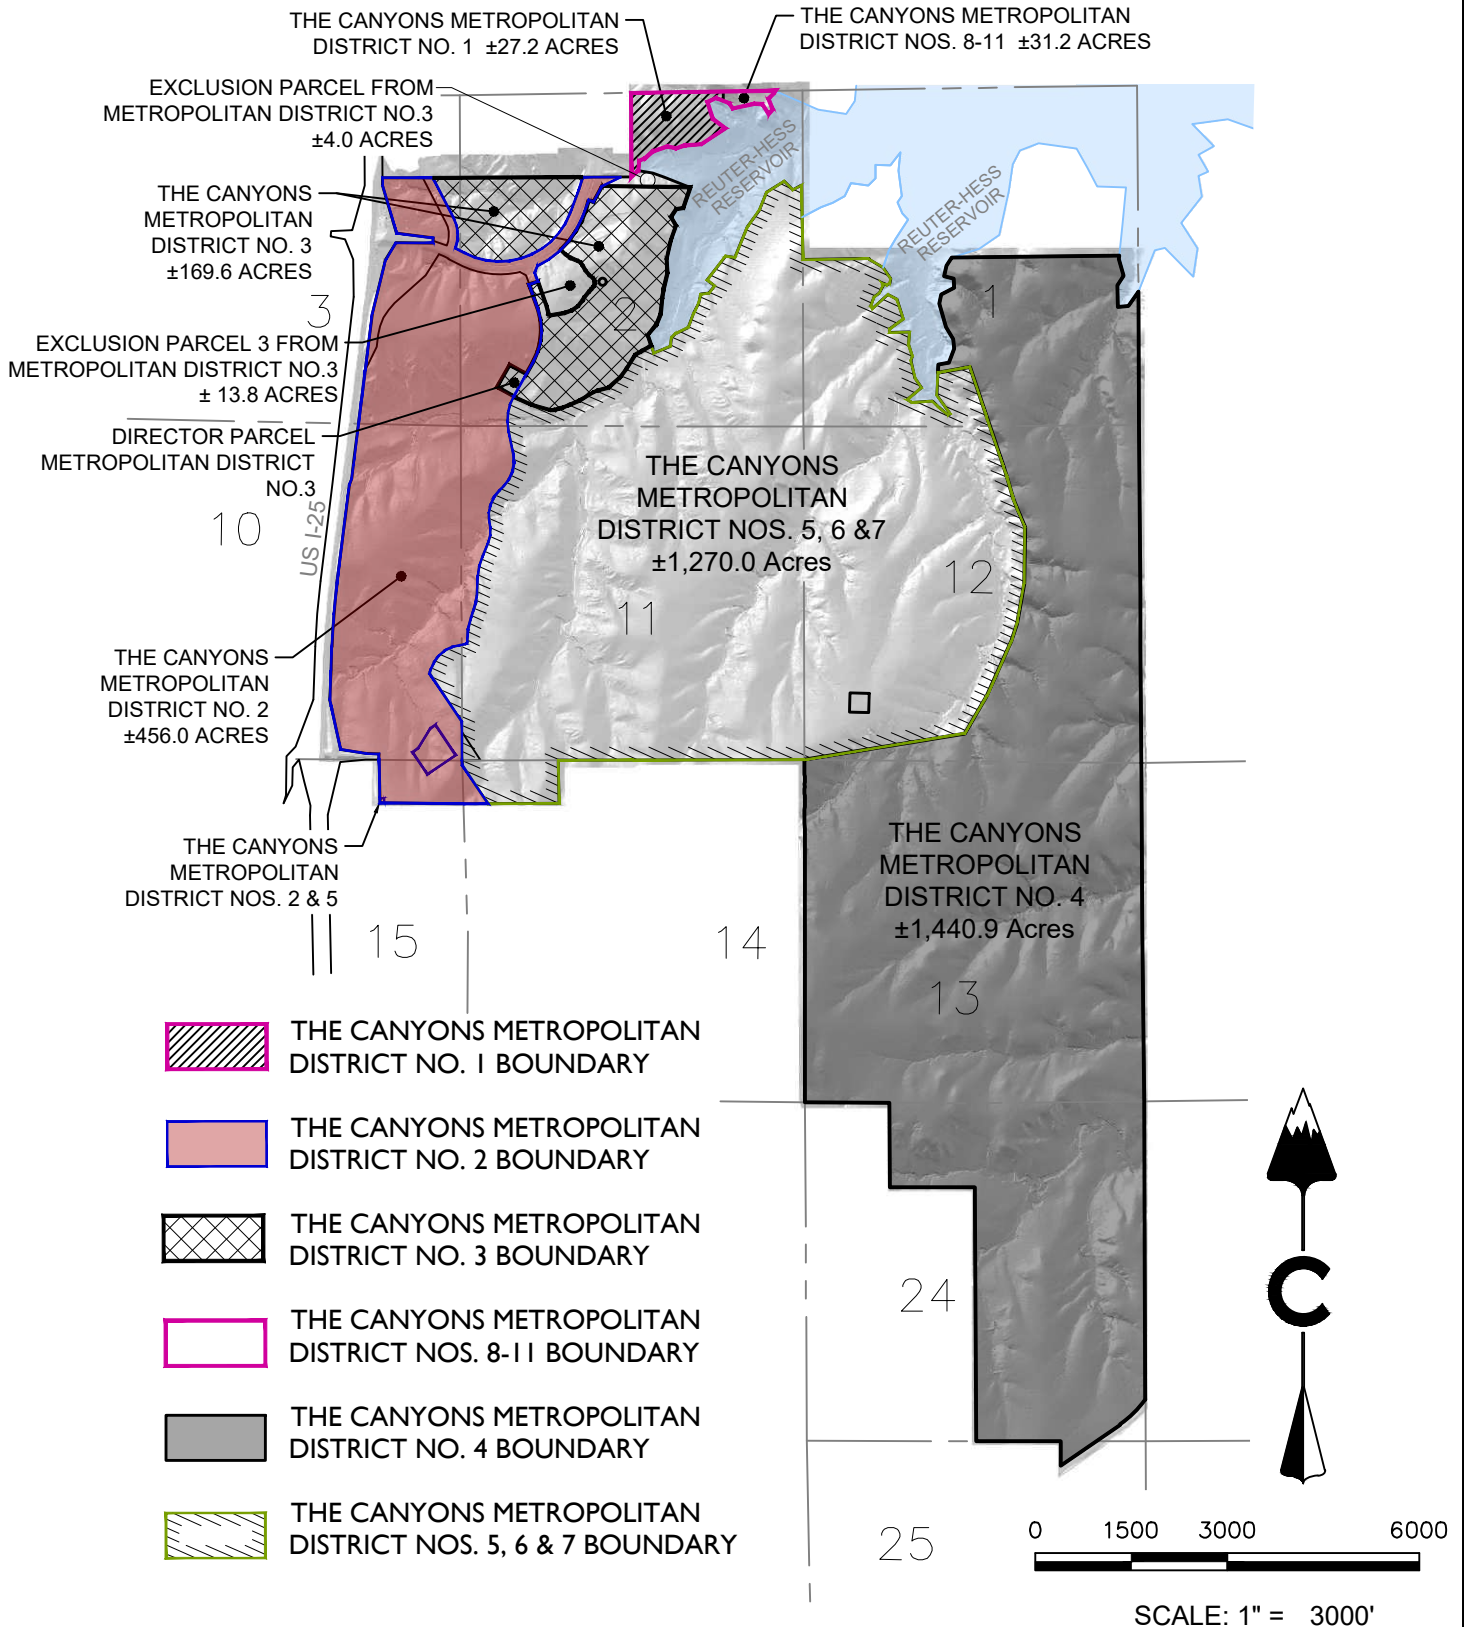 THE CANYONS METROPOLITAN
DISTRICT NO. 1 ±27.2 ACRES
THE CANYONS METROPOLITAN
DISTRICT NOS. 8-11 ±31.2 ACRES
EXCLUSION PARCEL FROM
METROPOLITAN DISTRICT NO.3
±4.0 ACRES
THE CANYONS
METROPOLITAN
DISTRICT NO. 3
±169.6 ACRES
REUTER-HESS
RESERVOIR
REUTER-HESS
RESERVOIR
3
2
1
EXCLUSION PARCEL 3 FROM
METROPOLITAN DISTRICT NO.3
± 13.8 ACRES
DIRECTOR PARCEL
METROPOLITAN DISTRICT
NO.3
THE CANYONS
METROPOLITAN
DISTRICT NOS. 5, 6 &7
±1,270.0 Acres
10
US I-25
11
12
THE CANYONS
METROPOLITAN
DISTRICT NO. 2
±456.0 ACRES
THE CANYONS
METROPOLITAN
DISTRICT NOS. 2 & 5
THE CANYONS
METROPOLITAN
DISTRICT NO. 4
±1,440.9 Acres
15
14
13
24
25
THE CANYONS METROPOLITAN
DISTRICT NO. 1 BOUNDARY
THE CANYONS METROPOLITAN
DISTRICT NO. 2 BOUNDARY
THE CANYONS METROPOLITAN
DISTRICT NO. 3 BOUNDARY
THE CANYONS METROPOLITAN
DISTRICT NOS. 8-11 BOUNDARY
THE CANYONS METROPOLITAN
DISTRICT NO. 4 BOUNDARY
THE CANYONS METROPOLITAN
DISTRICT NOS. 5, 6 & 7 BOUNDARY
C
0 1500 3000 6000
SCALE: 1" = 3000'